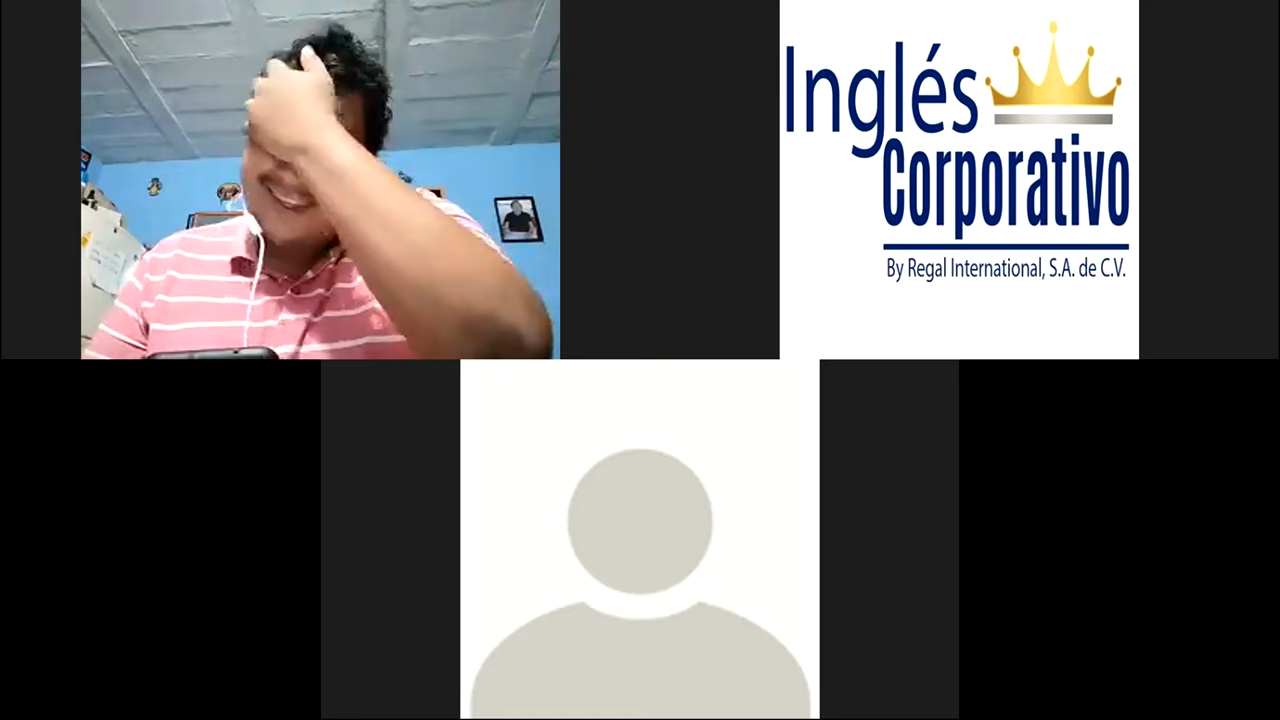 Inglés
Corporativo
By Regal International, S.A. de C.V.